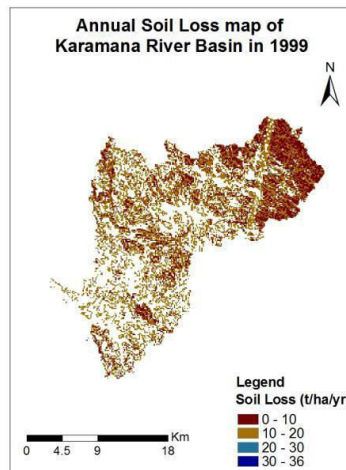 Annual Soil Loss map of
Karamana River Basin in 1999
N
Legend
Soil Loss (t/ha/yr
0 - 10
10 - 20
20 - 30
30 - 36
Km
0 4.5 9 18